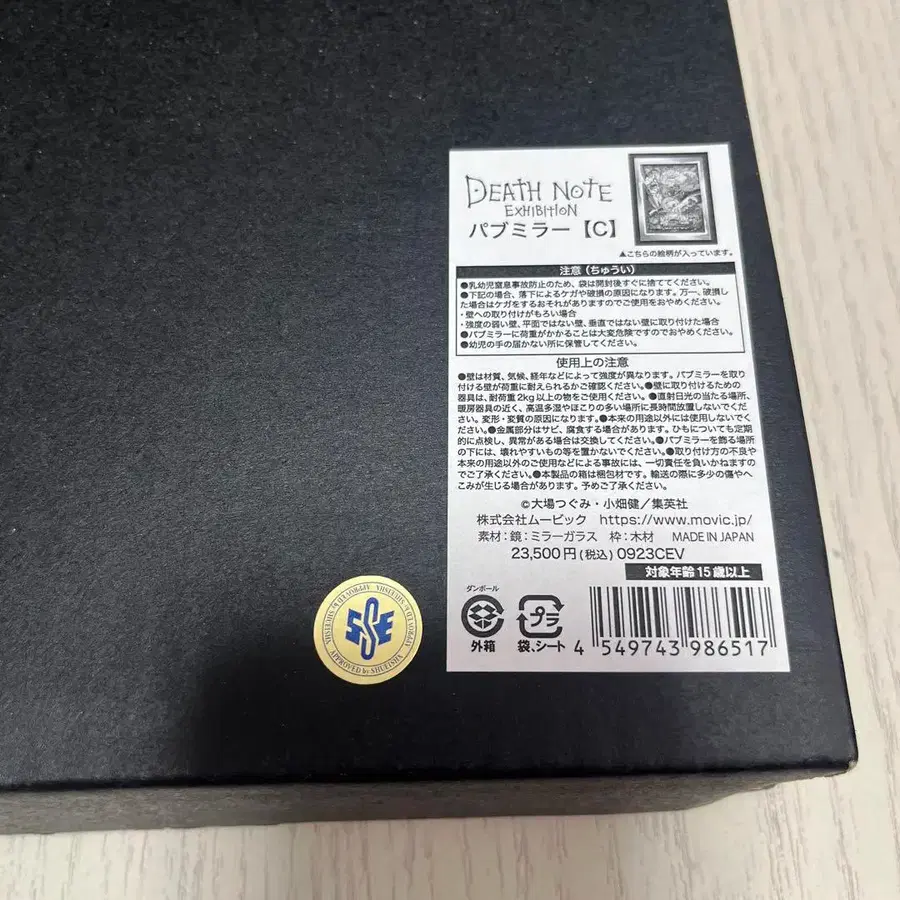 DEATH NOTE
EXHIBITION
パブミラー【C】
▲こちらの絵柄が入っています。
注意(ちゅうい)
●乳幼児窒息事故防止のため、袋は開封後すぐに捨ててください。
●下記の場合、落下によるケガや破損の原因になります。万一、破損し
た場合はケガをするおそれがありますのでご使用をおやめください。
・壁への取り付けがもろい場合
・強度の弱い壁、平面ではない壁、垂直ではない壁に取り付けた場合
●パブミラーに荷重がかかることは大変危険ですのでおやめください。
●幼児の手の届かない所に保管してください。
使用上の注意
●壁は材質、気候、経年などによって強度が異なります。パブミラーを取り
付ける壁が荷重に耐えられるかご確認ください。●壁に取り付けるための
器具は、耐荷重2kg以上の物をご使用ください。●直射日光の当たる場所、
暖房器具の近く、高温多湿やほこりの多い場所に長時間放置しないでくだ
さい。変形・変質の原因になります。●本来の用途以外には使用しないでく
ださい。●金属部分はサビ、腐食する場合があります。ひもについても定期
的に点検し、異常がある場合は交換してください。●パブミラーを飾る場所
の下には、壊れやすいもの等を置かないでください。●取り付け方の不良や
本来の用途以外のご使用などによる事故には、一切責任を負いかねますの
でご了承ください。●本製品の箱は梱包材です。輸送の際に多少の傷やへ
こみが生じる場合があります。予めご了承ください。
©大場つぐみ・小畑健/集英社
株式会社ムービック https://www.movic.jp/
素材:鏡:ミラーガラス 枠:木材 MADE IN JAPAN
23,500円(税込) 0923CEV
対象年齢15歳以上
ダンボール
外箱
プラ
袋、シート
4 549743 986517
APPROVED by SHUEISHA
APPROVED by SHUEISHA